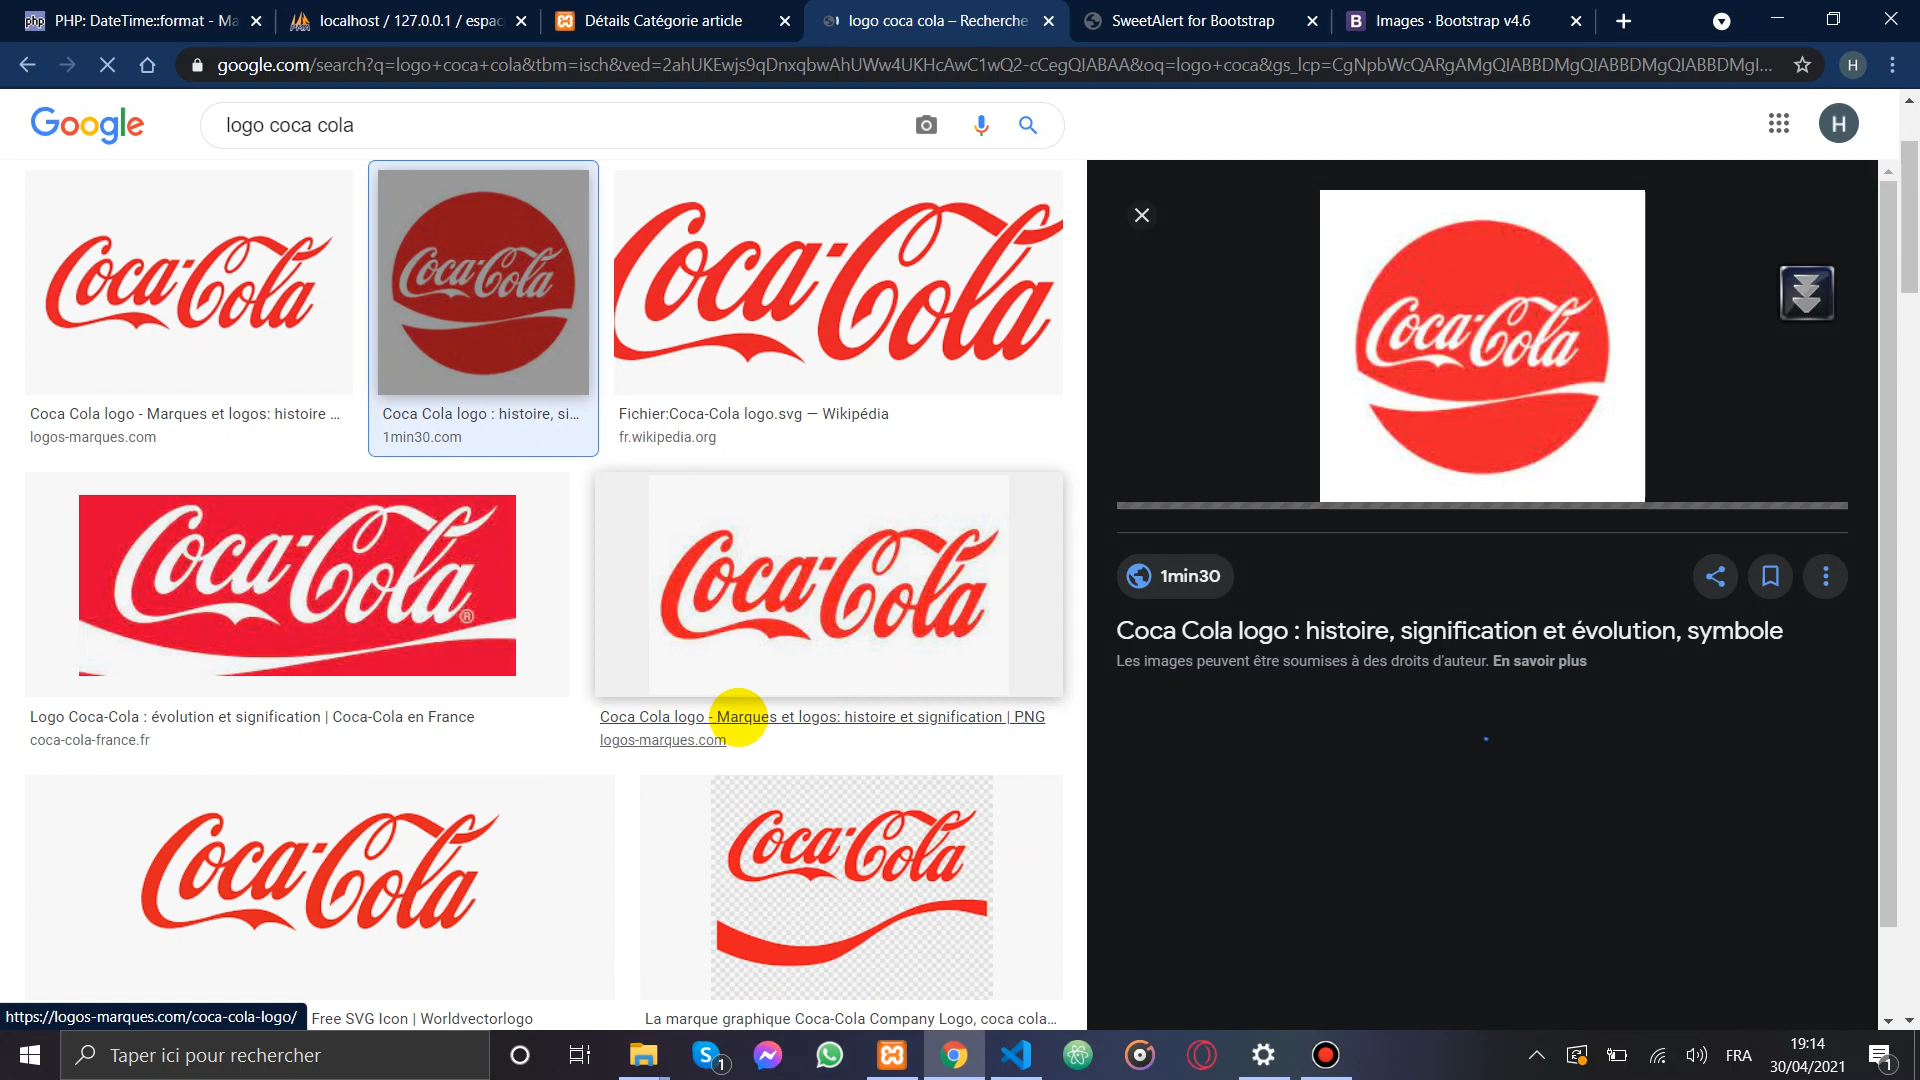 PHP: DateTime::format - Ma
localhost / 127.0.0.1 / espac
Détails Catégorie article
logo coca cola – Recherche
SweetAlert for Bootstrap
Images · Bootstrap v4.6
google.com/search?q=logo+coca+cola&tbm=isch&ved=2ahUKEwjs9qDnxqbwAhUWw4UKHcAwC1wQ2-cCegQIABAA&oq=logo+coca&gs_lcp=CgNpbWcQARgAMgQIABBDMgQIABBDMgQIABBDMgI...
H
Google
logo coca cola
H
Coca-Cola
Coca-Cola
Coca-Cola
Coca-Cola
Coca Cola logo - Marques et logos: histoire ...
logos-marques.com
Coca Cola logo : histoire, si...
1min30.com
Fichier:Coca-Cola logo.svg — Wikipédia
fr.wikipedia.org
Coca-Cola ®
Coca-Cola
1min30
Coca Cola logo : histoire, signification et évolution, symbole
Les images peuvent être soumises à des droits d'auteur. En savoir plus
Logo Coca-Cola : évolution et signification | Coca-Cola en France
coca-cola-france.fr
Coca Cola logo - Marques et logos: histoire et signification | PNG
logos-marques.com
Coca-Cola
Coca-Cola
https://logos-marques.com/coca-cola-logo/
Free SVG Icon | Worldvectorlogo
La marque graphique Coca-Cola Company Logo, coca cola...
Taper ici pour rechercher
1
FRA
19:14
30/04/2021
1